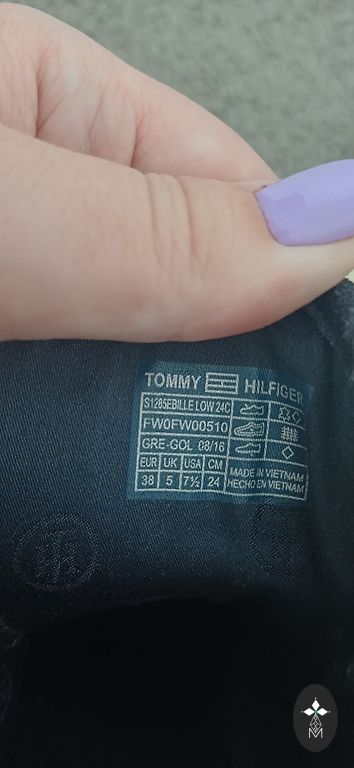 TOMMY HILFIGER
S1285EBILLE LOW 24C
FW0FW00510
GRE-GOL 08/16
EUR UK USA CM
38 5 7½ 24
MADE IN VIETNAM
HECHO EN VIETNAM
M